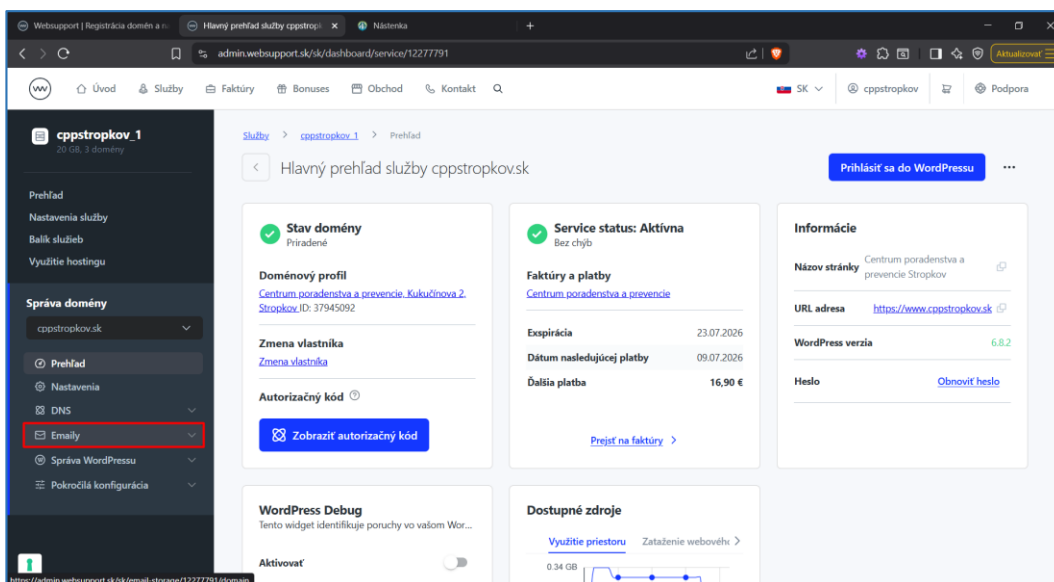 Websupport | Registrácia domén a n
Hlavný prehľad služby cppstropk
Nástenka
admin.websupport.sk/sk/dashboard/service/12277791
Aktualizovať
Úvod
Služby
Faktúry
Bonuses
Obchod
Kontakt
SK
cppstropkov
Podpora
cppstropkov_1
20 GB, 3 domény
Prehľad
Nastavenia služby
Balík služieb
Využitie hostingu
Správa domény
cppstropkov.sk
Prehľad
Nastavenia
DNS
Emaily
Správa WordPressu
Pokročilá konfigurácia
https://admin.websupport.sk/sk/email-storage/12277791/domain
Služby > cppstropkov_1 > Prehľad
Hlavný prehľad služby cppstropkov.sk
Prihlásiť sa do WordPressu
Stav domény
Priradené
Doménový profil
Centrum poradenstva a prevencie, Kukučínova 2,
Stropkov ID: 37945092
Zmena vlastníka
Zmena vlastníka
Autorizačný kód
Zobraziť autorizačný kód
Service status: Aktívna
Bez chýb
Faktúry a platby
Centrum poradenstva a prevencie
Exspirácia 23.07.2026
Dátum nasledujúcej platby 09.07.2026
Ďalšia platba 16,90 €
Prejsť na faktúry >
Informácie
Názov stránky Centrum poradenstva a
prevencie Stropkov
URL adresa https://www.cppstropkov.sk
WordPress verzia 6.8.2
Heslo Obnoviť heslo
WordPress Debug
Tento widget identifikuje poruchy vo vašom Wor...
Aktivovať
Dostupné zdroje
Využitie priestoru
Zataženie webovéhc
0.34 GB